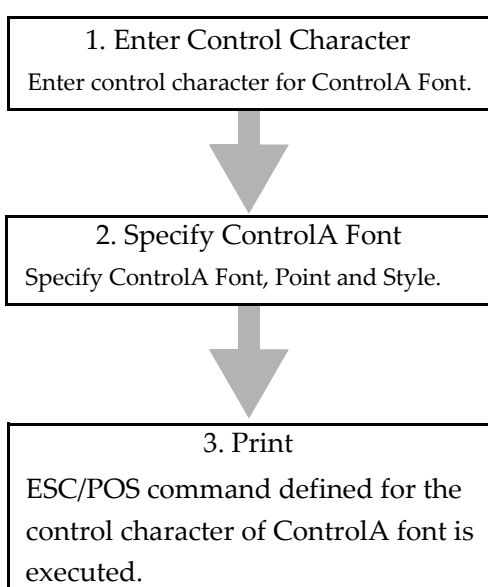 1. Enter Control Character
Enter control character for ControlA Font.
2. Specify ControlA Font
Specify ControlA Font, Point and Style.
3. Print
ESC/POS command defined for the
control character of ControlA font is
executed.